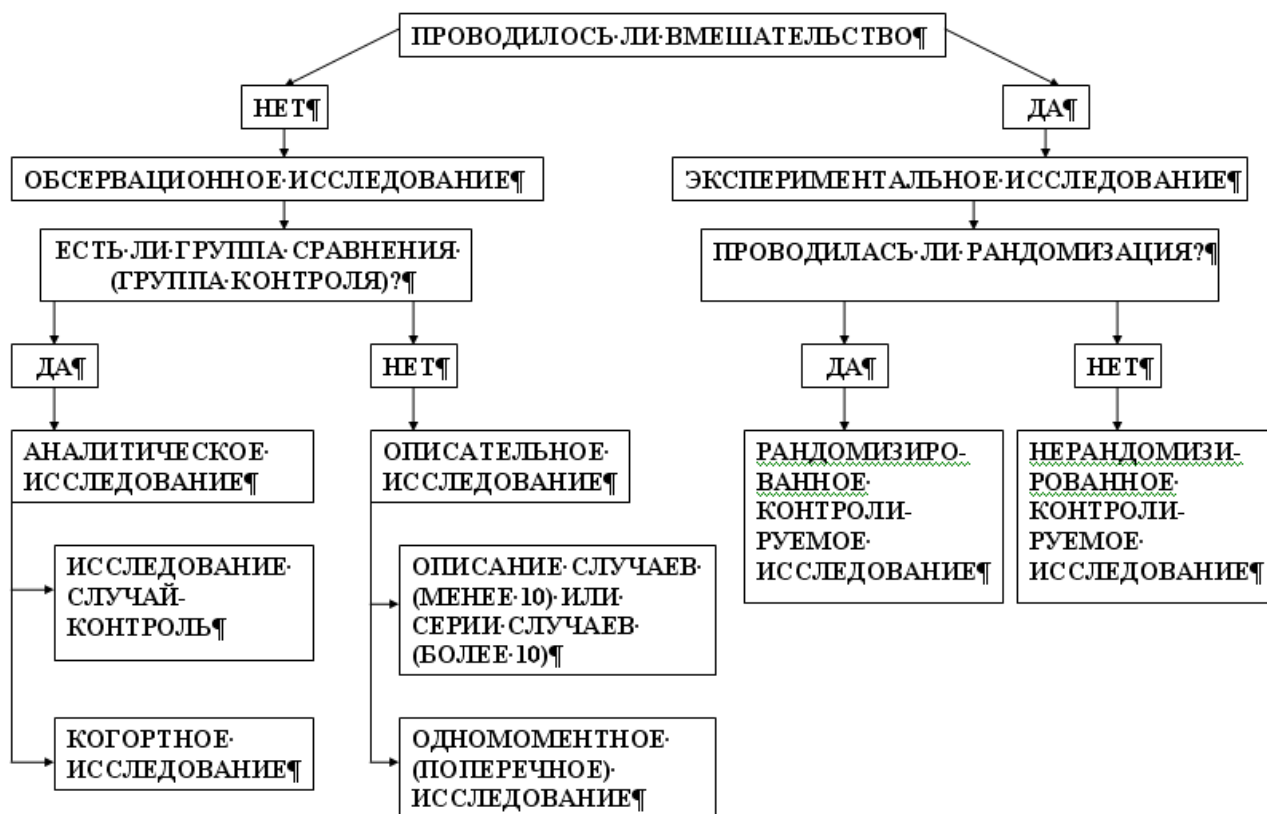 ПРОВОДИЛОСЬ·ЛИ·ВМЕШАТЕЛЬСТВО¶
НЕТ¶
ДА¶
ОБСЕРВАЦИОННОЕ·ИССЛЕДОВАНИЕ¶
ЭКСПЕРИМЕНТАЛЬНОЕ·ИССЛЕДОВАНИЕ¶
ЕСТЬ·ЛИ·ГРУППА·СРАВНЕНИЯ·
(ГРУППА·КОНТРОЛЯ)?¶
ПРОВОДИЛАСЬ·ЛИ·РАНДОМИЗАЦИЯ?¶
ДА¶
НЕТ¶
ДА¶
НЕТ¶
АНАЛИТИЧЕСКОЕ·
ИССЛЕДОВАНИЕ¶
ОПИСАТЕЛЬНОЕ·
ИССЛЕДОВАНИЕ¶
РАНДОМИЗИРО-
ВАННОЕ·
КОНТРОЛИ-
РУЕМОЕ·
ИССЛЕДОВАНИЕ¶
НЕРАНДОМИЗИ-
РОВАННОЕ·
КОНТРОЛИ-
РУЕМОЕ·
ИССЛЕДОВАНИЕ¶
ИССЛЕДОВАНИЕ·
СЛУЧАЙ-
КОНТРОЛЬ¶
ОПИСАНИЕ·СЛУЧАЕВ·
(МЕНЕЕ·10)·ИЛИ·
СЕРИИ·СЛУЧАЕВ·
(БОЛЕЕ·10)¶
КОГОРТНОЕ·
ИССЛЕДОВАНИЕ¶
ОДНОМОМЕНТНОЕ·
(ПОПЕРЕЧНОЕ)·
ИССЛЕДОВАНИЕ¶